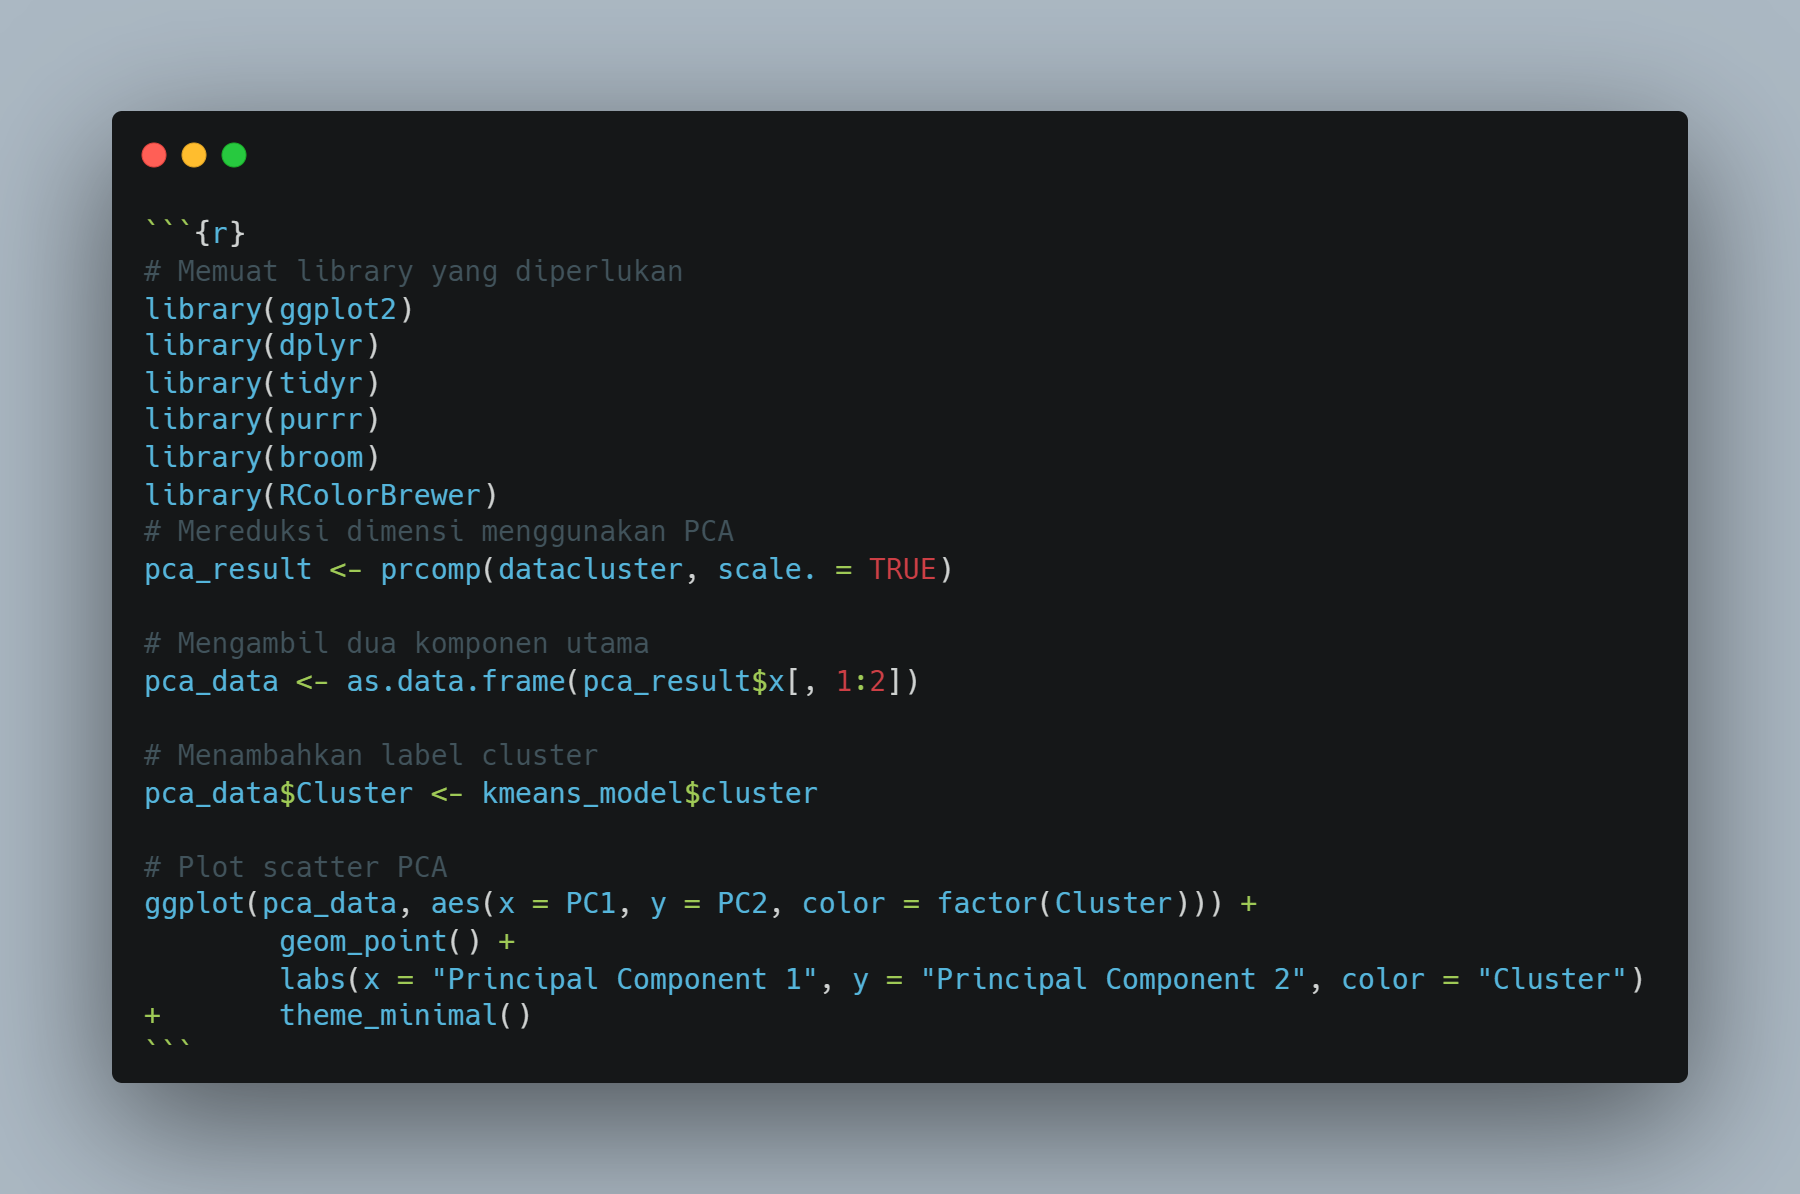 ```{r}
# Memuat library yang diperlukan
library(ggplot2)
library(dplyr)
library(tidyr)
library(purrr)
library(broom)
library(RColorBrewer)
# Mereduksi dimensi menggunakan PCA
pca_result <- prcomp(datacluster, scale. = TRUE)

# Mengambil dua komponen utama
pca_data <- as.data.frame(pca_result$x[, 1:2])

# Menambahkan label cluster
pca_data$Cluster <- kmeans_model$cluster

# Plot scatter PCA
ggplot(pca_data, aes(x = PC1, y = PC2, color = factor(Cluster))) +
        geom_point() +
        labs(x = "Principal Component 1", y = "Principal Component 2", color = "Cluster")
+       theme_minimal()
```